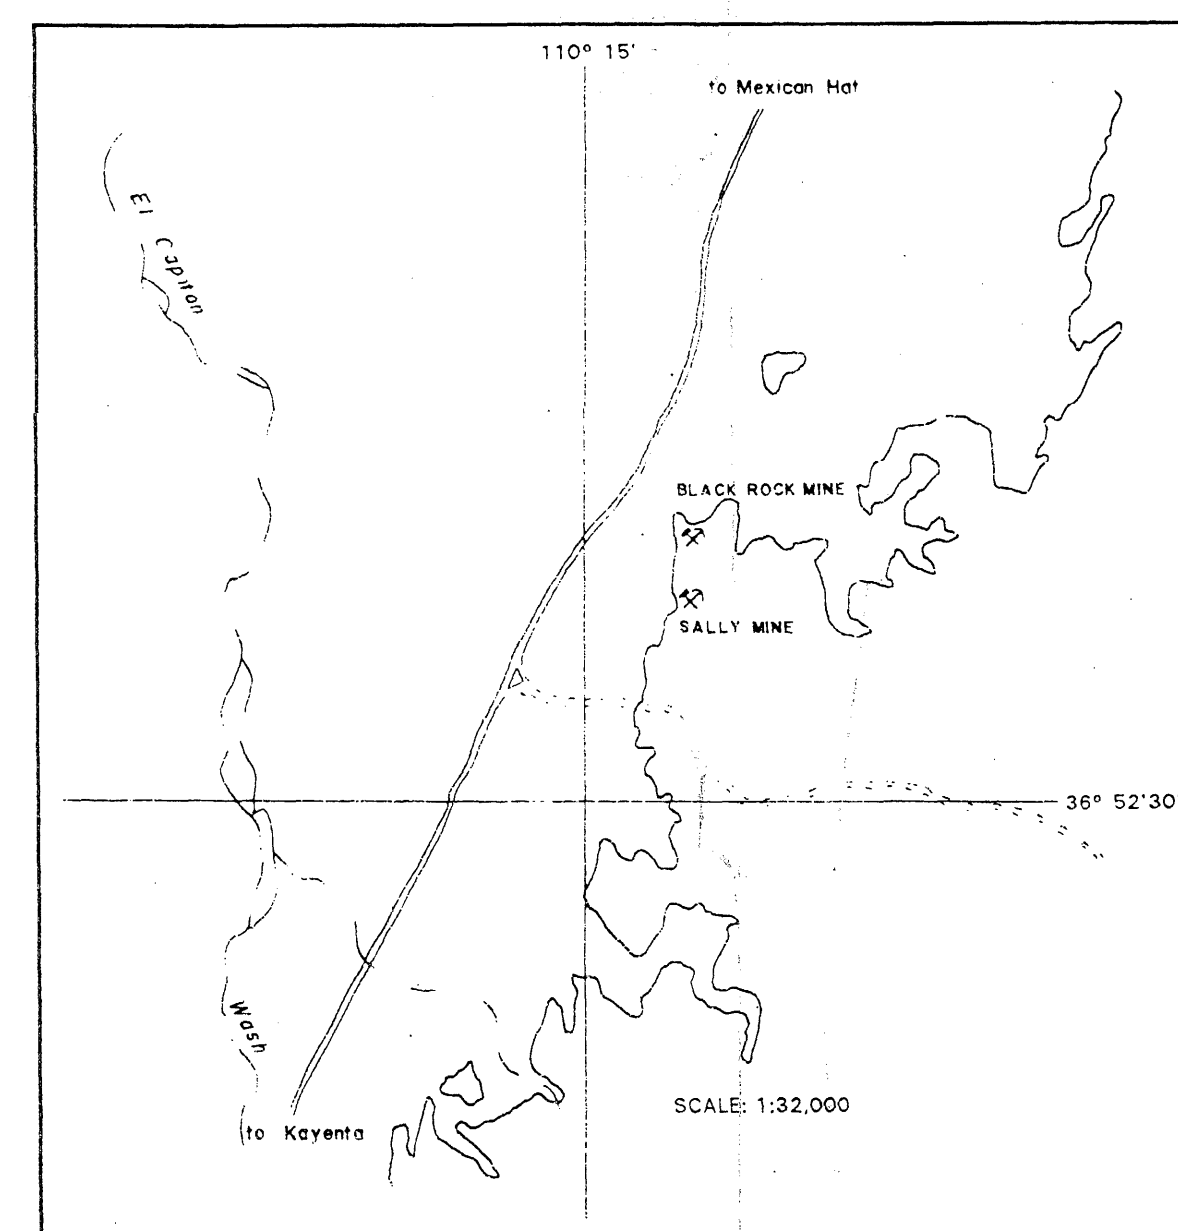 110° 15'
to Mexican Hat
El Capitan
BLACK ROCK MINE
SALLY MINE
36° 52'30"
Wash
SCALE: 1:32,000
to Kayenta